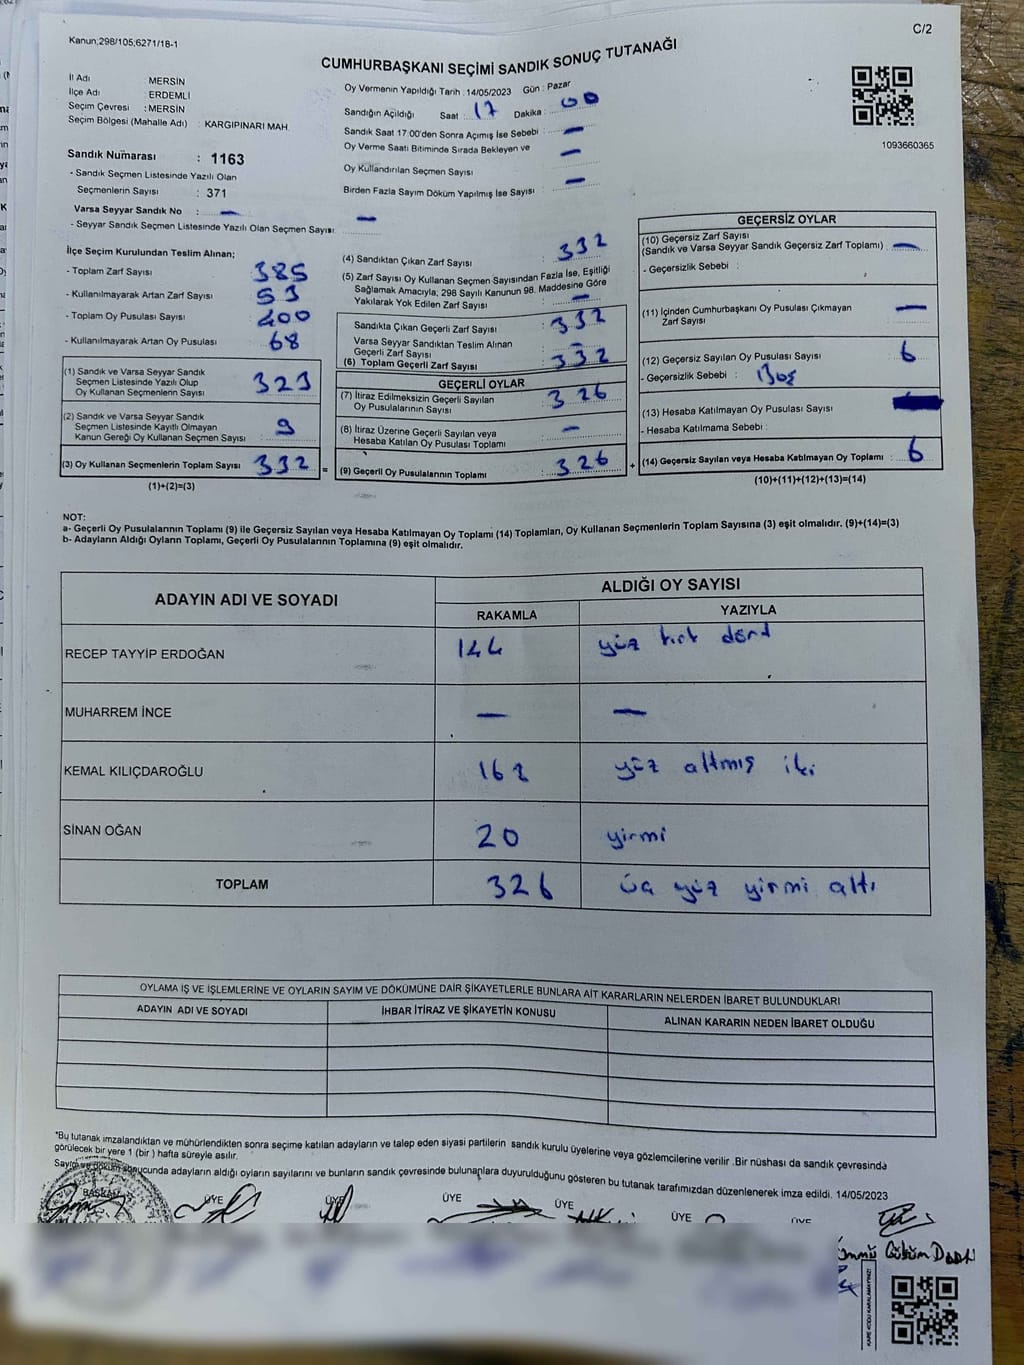 C/2
Kanun;298/105;6271/18-1
CUMHURBAŞKANI SEÇİMİ SANDIK SONUÇ TUTANAĞI
İl Adı MERSİN
İlçe Adı ERDEMLİ
Seçim Çevresi : MERSİN
Seçim Bölgesi (Mahalle Adı) : KARGIPINARI MAH.
Oy Vermenin Yapıldığı Tarih :14/05/2023 Gün : Pazar
Sandığın Açıldığı Saat : 17 Dakika : 00
Sandık Saat 17.00'den Sonra Açımış İse Sebebi : —
Oy Verme Saati Bitiminde Sırada Bekleyen ve
Oy Kullandırılan Seçmen Sayısı : —
Birden Fazla Sayım Döküm Yapılmış İse Sayısı : —
1093660365
Sandık Numarası : 1163
- Sandık Seçmen Listesinde Yazılı Olan
Seçmenlerin Sayısı : 371
Varsa Seyyar Sandık No : —
- Seyyar Sandık Seçmen Listesinde Yazılı Olan Seçmen Sayısı: —
İlçe Seçim Kurulundan Teslim Alınan;
- Toplam Zarf Sayısı : 385
- Kullanılmayarak Artan Zarf Sayısı : 53
- Toplam Oy Pusulası Sayısı : 400
- Kullanılmayarak Artan Oy Pusulası : 68
(1) Sandık ve Varsa Seyyar Sandık
Seçmen Listesinde Yazılı Olup
Oy Kullanan Seçmenlerin Sayısı : 323
(2) Sandık ve Varsa Seyyar Sandık
Seçmen Listesinde Kayıtlı Olmayan
Kanun Gereği Oy Kullanan Seçmen Sayısı : 9
(3) Oy Kullanan Seçmenlerin Toplam Sayısı : 332
(1)+(2)=(3)
(4) Sandıktan Çıkan Zarf Sayısı : 332
(5) Zarf Sayısı Oy Kullanan Seçmen Sayısından Fazla İse, Eşitliği
Sağlamak Amacıyla, 298 Sayılı Kanunun 98. Maddesine Göre
Yakılarak Yok Edilen Zarf Sayısı : —
Sandıkta Çıkan Geçerli Zarf Sayısı : 332
Varsa Seyyar Sandıktan Teslim Alınan
Geçerli Zarf Sayısı : —
(6) Toplam Geçerli Zarf Sayısı : 332
GEÇERLİ OYLAR
(7) İtiraz Edilmeksizin Geçerli Sayılan
Oy Pusulalarının Sayısı : 326
(8) İtiraz Üzerine Geçerli Sayılan veya
Hesaba Katılan Oy Pusulası Toplamı : —
(9) Geçerli Oy Pusulalarının Toplamı : 326
GEÇERSİZ OYLAR
(10) Geçersiz Zarf Sayısı
(Sandık ve Varsa Seyyar Sandık Geçersiz Zarf Toplamı) : —
- Geçersizlik Sebebi :
(11) İçinden Cumhurbaşkanı Oy Pusulası Çıkmayan
Zarf Sayısı : —
(12) Geçersiz Sayılan Oy Pusulası Sayısı : 6
- Geçersizlik Sebebi : Boş
(13) Hesaba Katılmayan Oy Pusulası Sayısı
- Hesaba Katılmama Sebebi :
(14) Geçersiz Sayılan veya Hesaba Katılmayan Oy Toplamı : 6
(10)+(11)+(12)+(13)=(14)
NOT:
a- Geçerli Oy Pusulalarının Toplamı (9) ile Geçersiz Sayılan veya Hesaba Katılmayan Oy Toplamı (14) Toplamları, Oy Kullanan Seçmenlerin Toplam Sayısına (3) eşit olmalıdır. (9)+(14)=(3)
b- Adayların Aldığı Oyların Toplamı, Geçerli Oy Pusulalarının Toplamına (9) eşit olmalıdır.
ADAYIN ADI VE SOYADI ALDIĞI OY SAYISI
RAKAMLA YAZIYLA
RECEP TAYYİP ERDOĞAN 144 yüz kırk dörd
MUHARREM İNCE — —
KEMAL KILIÇDAROĞLU 162 yüz altmış iki
SİNAN OĞAN 20 yirmi
TOPLAM 326 üç yüz yirmi altı
OYLAMA İŞ VE İŞLEMLERİNE VE OYLARIN SAYIM VE DÖKÜMÜNE DAİR ŞİKAYETLERLE BUNLARA AİT KARARLARIN NELERDEN İBARET BULUNDUKLARI
ADAYIN ADI VE SOYADI İHBAR İTİRAZ VE ŞİKAYETİN KONUSU ALINAN KARARIN NEDEN İBARET OLDUĞU
*Bu tutanak imzalandıktan ve mühürlendikten sonra seçime katılan adayların ve talep eden siyasi partilerin sandık kurulu üyelerine veya gözlemcilerine verilir .Bir nüshası da sandık çevresinde
görülecek bir yere 1 (bir ) hafta süreyle asılır.
Sayım ve döküm sonucunda adayların aldığı oyların sayılarını ve bunların sandık çevresinde bulunanlara duyurulduğunu gösteren bu tutanak tarafımızdan düzenlenerek imza edildi. 14/05/2023
BAŞKAN ÜYE ÜYE ÜYE ÜYE ÜYE ÜYE
KARE KODU KARALAMAYINIZ!